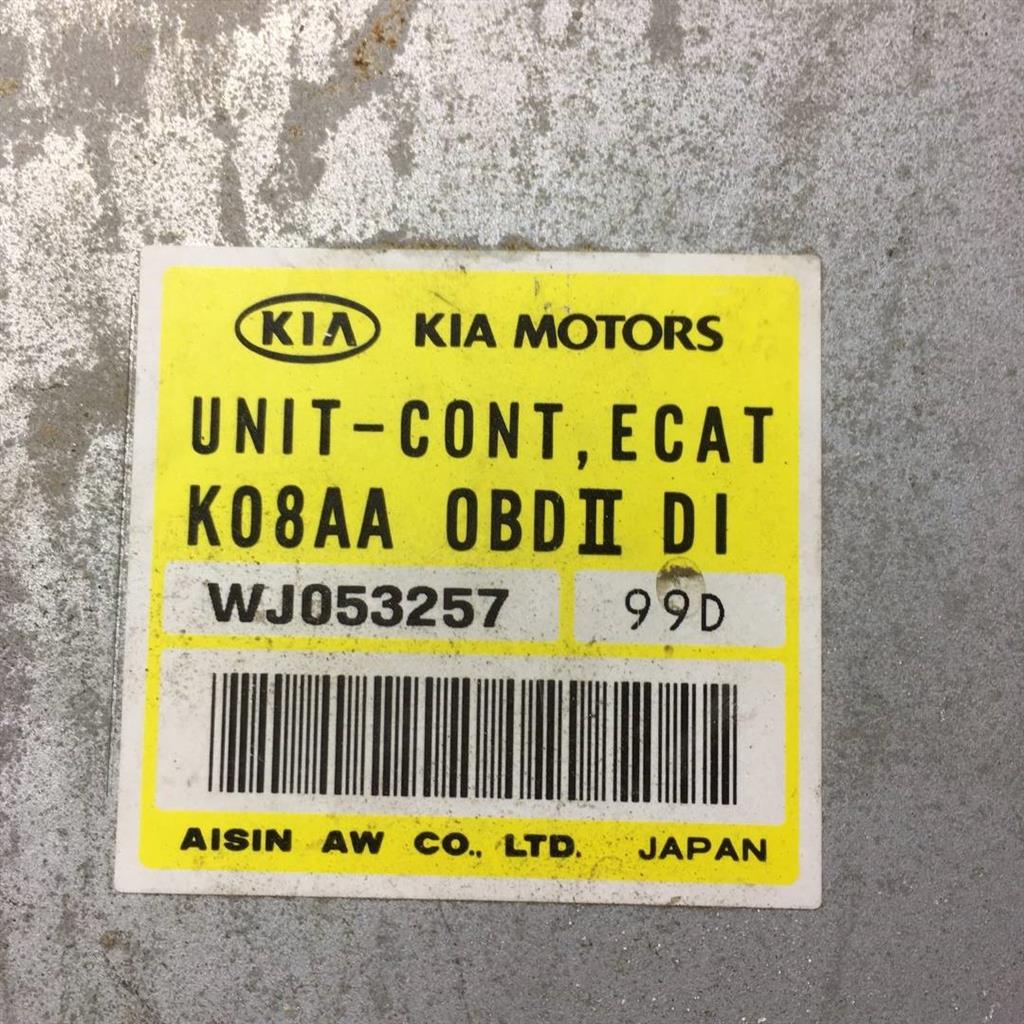 KIA KIA MOTORS
UNIT-CONT, ECAT
K08AA OBDII DI
WJ053257 99D
AISIN AW CO., LTD. JAPAN